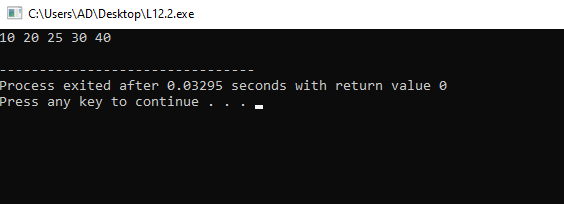 C:\Users\AD\Desktop\L12.2.exe
10 20 25 30 40
--------------------------------
Process exited after 0.03295 seconds with return value 0
Press any key to continue . . .